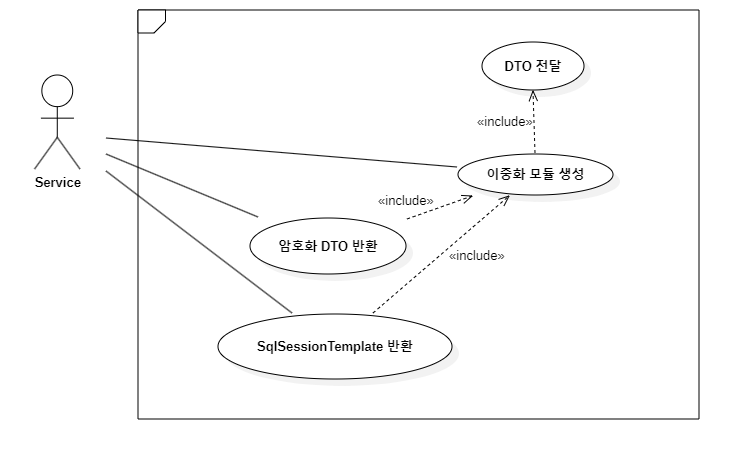 DTO 전달
«include»
이중화 모듈 생성
Service
«include»
암호화 DTO 반환
«include»
SqlSessionTemplate 반환